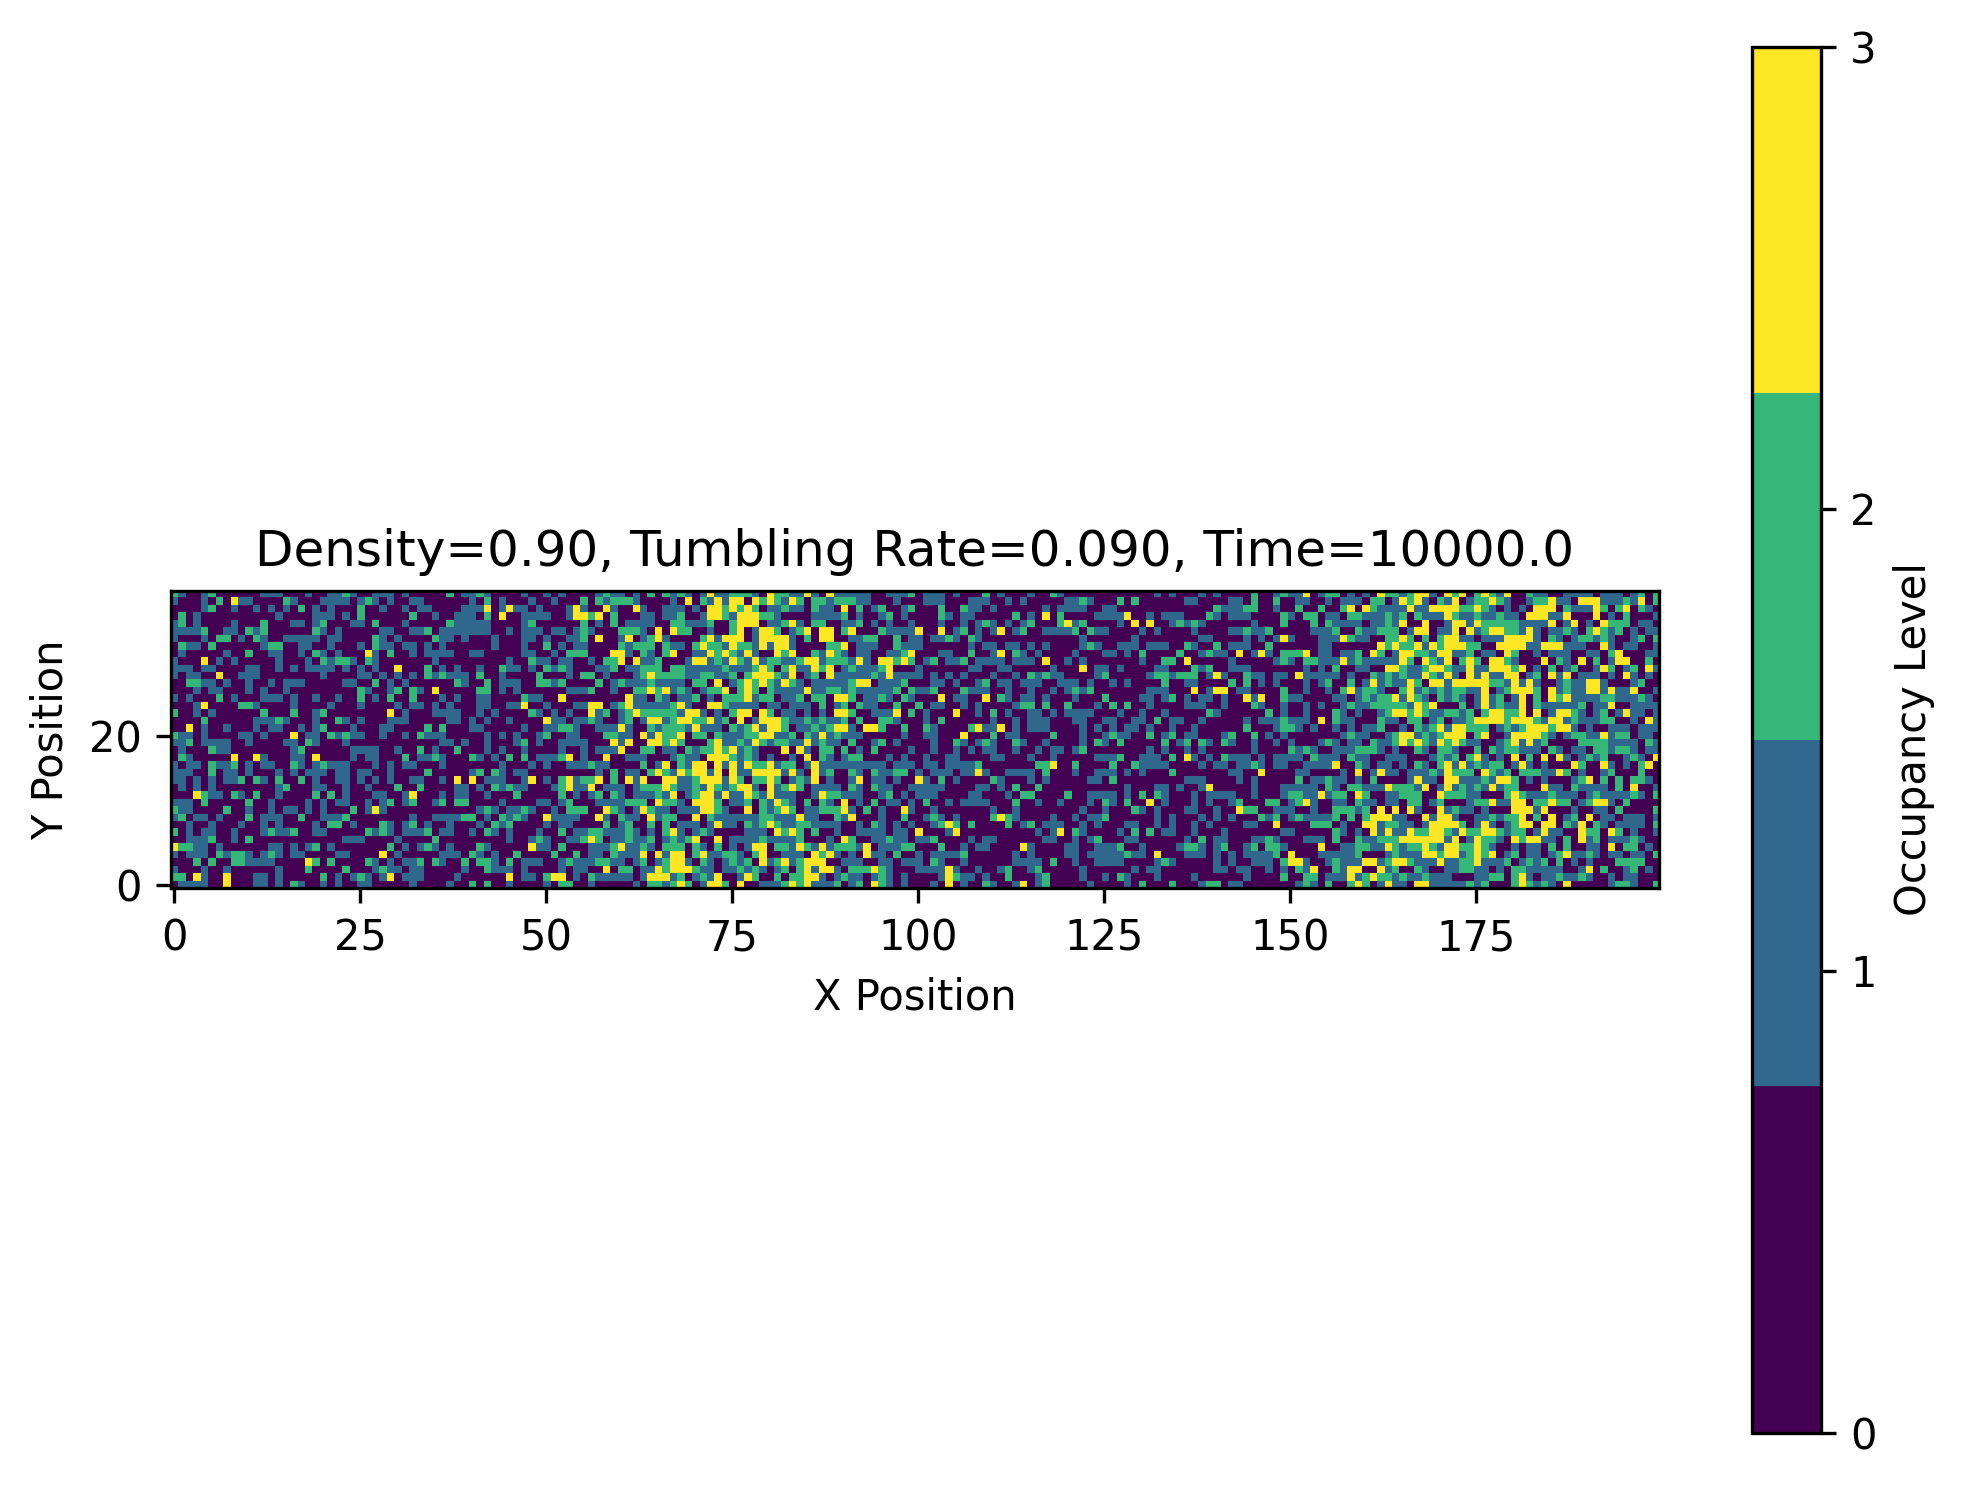 Density=0.90, Tumbling Rate=0.090, Time=10000.0
Y Position
20
0
0 25 50 75 100 125 150 175
X Position
3
2
1
0
Occupancy Level